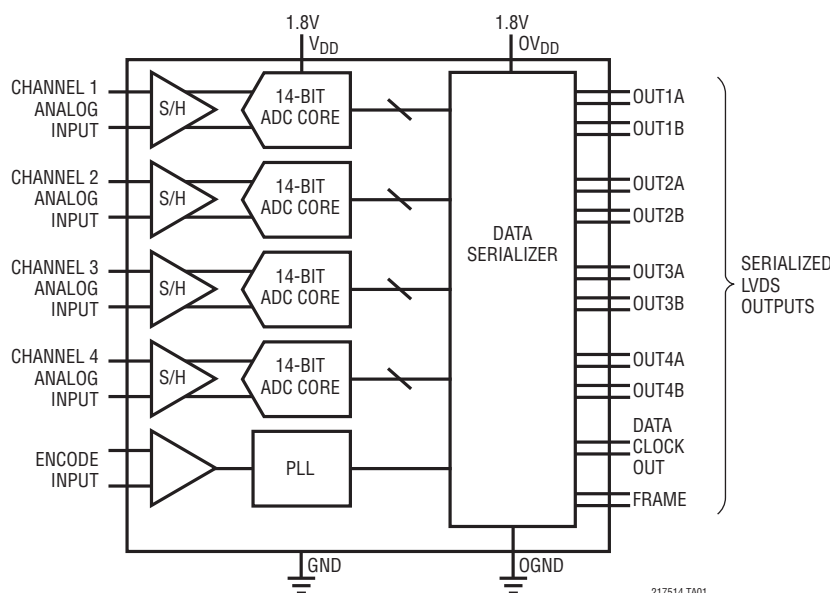 1.8V
VDD
1.8V
OVDD
CHANNEL 1
ANALOG
INPUT
S/H
14-BIT
ADC CORE
OUT1A
OUT1B
CHANNEL 2
ANALOG
INPUT
S/H
14-BIT
ADC CORE
OUT2A
OUT2B
DATA
SERIALIZER
CHANNEL 3
ANALOG
INPUT
S/H
14-BIT
ADC CORE
OUT3A
OUT3B
SERIALIZED
LVDS
OUTPUTS
CHANNEL 4
ANALOG
INPUT
S/H
14-BIT
ADC CORE
OUT4A
OUT4B
ENCODE
INPUT
PLL
DATA
CLOCK
OUT
FRAME
GND
OGND
217514 TA01